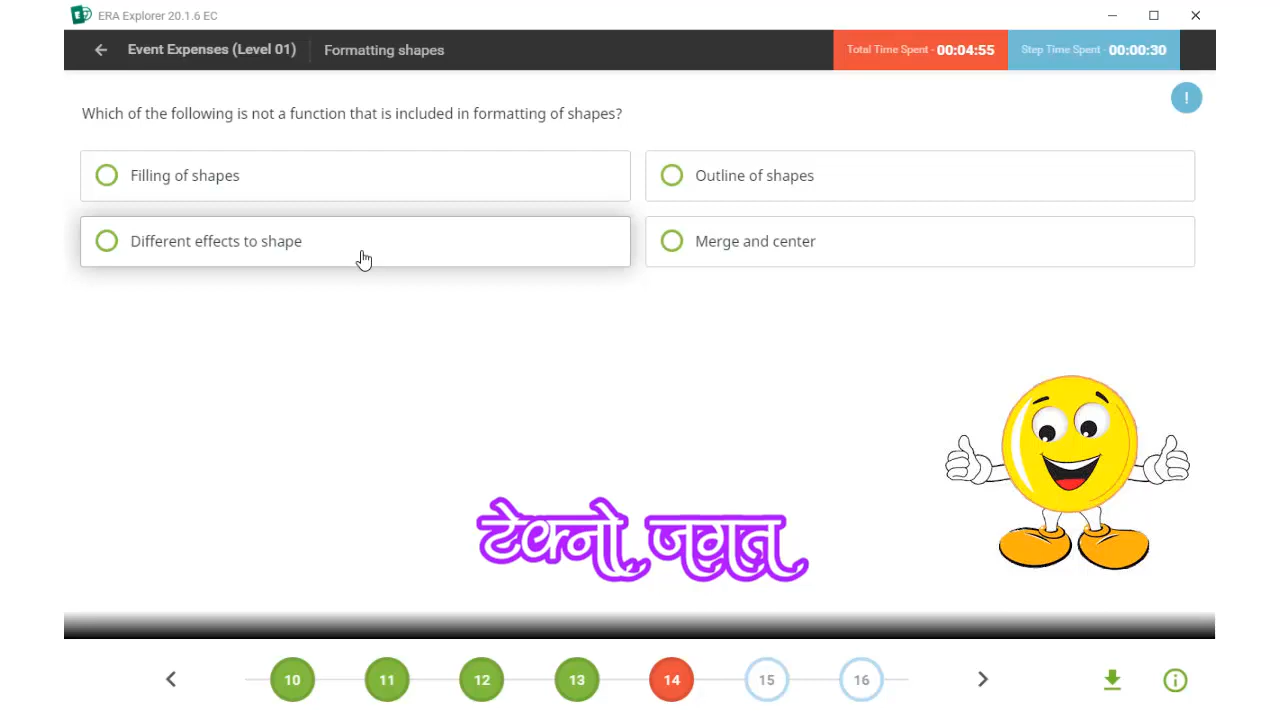 ERA Explorer 20.1.6 EC
Event Expenses (Level 01) Formatting shapes Total Time Spent - 00:04:55 Step Time Spent - 00:00:30
Which of the following is not a function that is included in formatting of shapes?
!
Filling of shapes Outline of shapes
Different effects to shape Merge and center
टेक्नो जगत
10 11 12 13 14 15 16